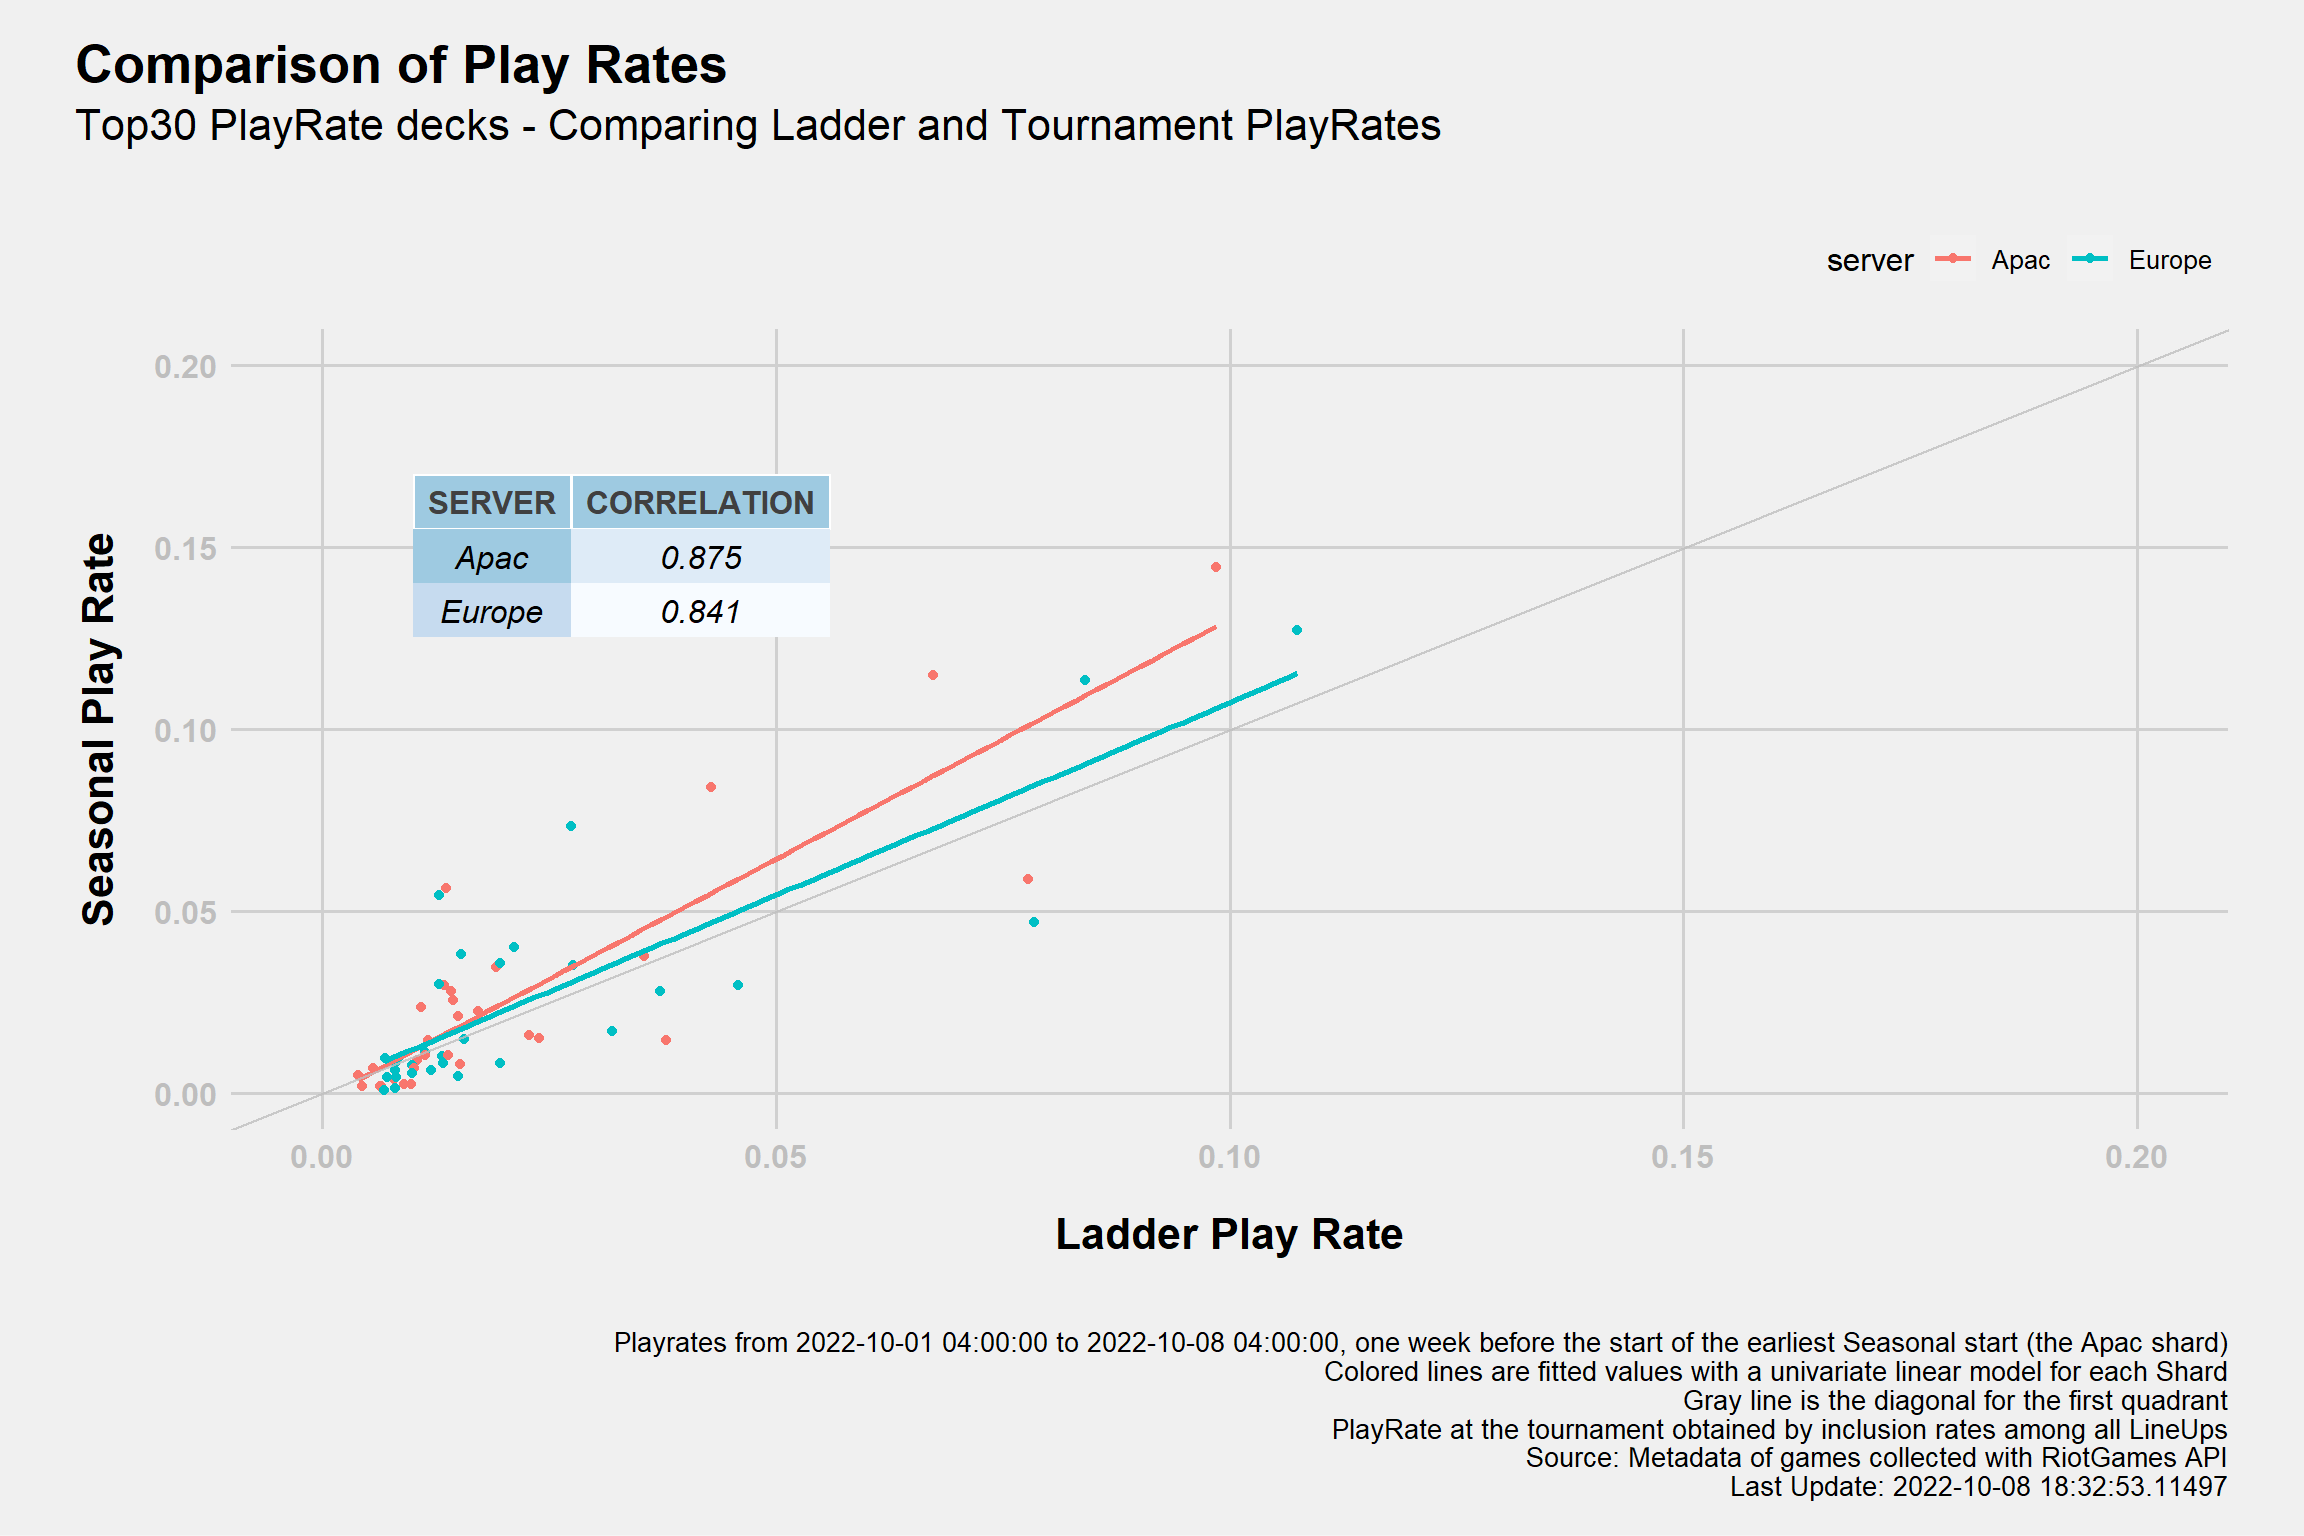 Comparison of Play Rates
Top30 PlayRate decks - Comparing Ladder and Tournament PlayRates
server Apac Europe
0.20
SERVER CORRELATION
Apac 0.875
Europe 0.841
0.15
0.10
0.05
0.00
Seasonal Play Rate
0.00 0.05 0.10 0.15 0.20
Ladder Play Rate
Playrates from 2022-10-01 04:00:00 to 2022-10-08 04:00:00, one week before the start of the earliest Seasonal start (the Apac shard)
Colored lines are fitted values with a univariate linear model for each Shard
Gray line is the diagonal for the first quadrant
PlayRate at the tournament obtained by inclusion rates among all LineUps
Source: Metadata of games collected with RiotGames API
Last Update: 2022-10-08 18:32:53.11497